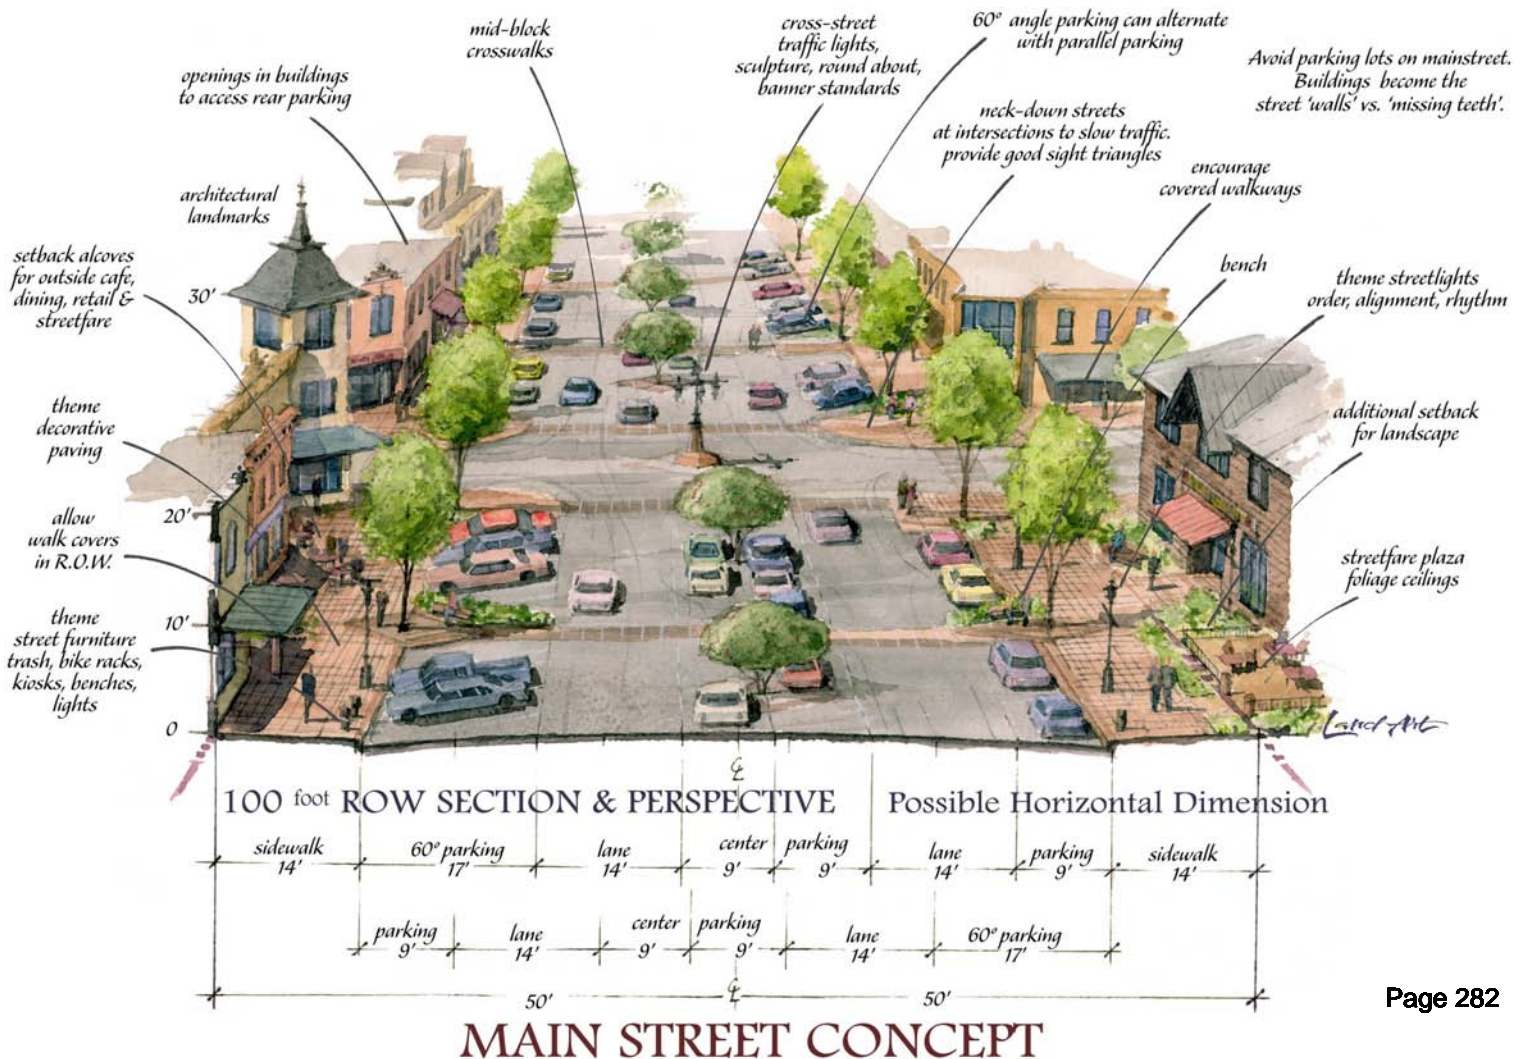 mid-block
crosswalks
cross-street
traffic lights,
sculpture, round about,
banner standards
60° angle parking can alternate
with parallel parking
Avoid parking lots on mainstreet.
Buildings become the
street 'walls' vs. 'missing teeth'.
openings in buildings
to access rear parking
neck-down streets
at intersections to slow traffic.
provide good sight triangles
encourage
covered walkways
architectural
landmarks
setback alcoves
for outside cafe,
dining, retail &
streetfare
30'
bench
theme streetlights
order, alignment, rhythm
theme
decorative
paving
additional setback
for landscape
20'
allow
walk covers
in R.O.W.
streetfare plaza
foliage ceilings
10'
theme
street furniture
trash, bike racks,
kiosks, benches,
lights
0
Land Art
℄
100 foot ROW SECTION & PERSPECTIVE
Possible Horizontal Dimension
sidewalk 60° parking lane center parking lane parking sidewalk
14' 17' 14' 9' 9' 14' 9' 14'
parking lane center parking lane 60° parking
9' 14' 9' 9' 14' 17'
50' ℄ 50'
Page 282
MAIN STREET CONCEPT